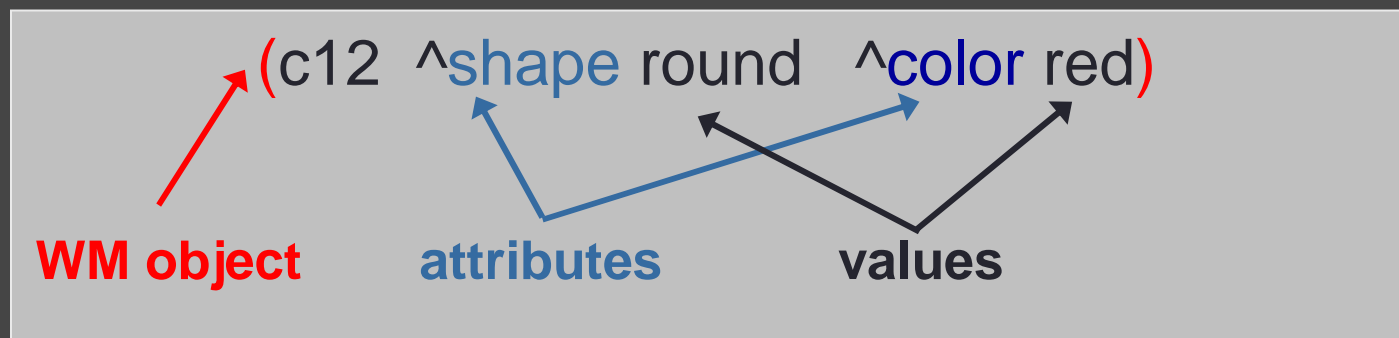 (c12 ^shape round ^color red)
WM object attributes values